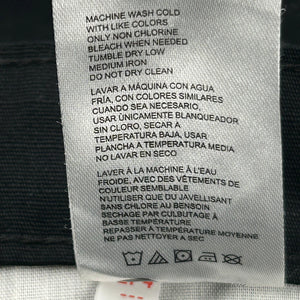 MACHINE WASH COLD
WITH LIKE COLORS
ONLY NON CHLORINE
BLEACH WHEN NEEDED
TUMBLE DRY LOW
MEDIUM IRON
DO NOT DRY CLEAN
LAVAR A MÁQUINA CON AGUA
FRÍA, CON COLORES SIMILARES
CUANDO SEA NECESARIO,
USAR ÚNICAMENTE BLANQUEADOR
SIN CLORO, SECAR A
TEMPERATURA BAJA, USAR
PLANCHA A TEMPERATURA MEDIA
NO LAVAR EN SECO
LAVER À LA MACHINE À L'EAU
FROIDE, AVEC DES VÊTEMENTS DE
COULEUR SEMBLABLE
N'UTILISER QUE DU JAVELLISANT
SANS CHLORE AU BESOIN
SECHAGE PAR CULBUTAGE À
BASSE TEMPÉRATURE
REPASSER À TEMPÉRATURE MOYENNE
NE PAS NETTOYER A SEC